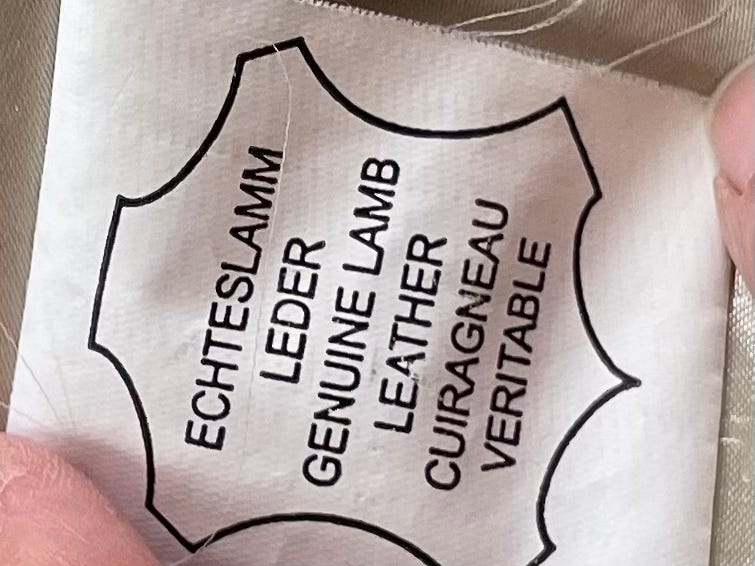 ECHTESLAMM
LEDER
GENUINE LAMB
LEATHER
CUIRAGNEAU
VERITABLE